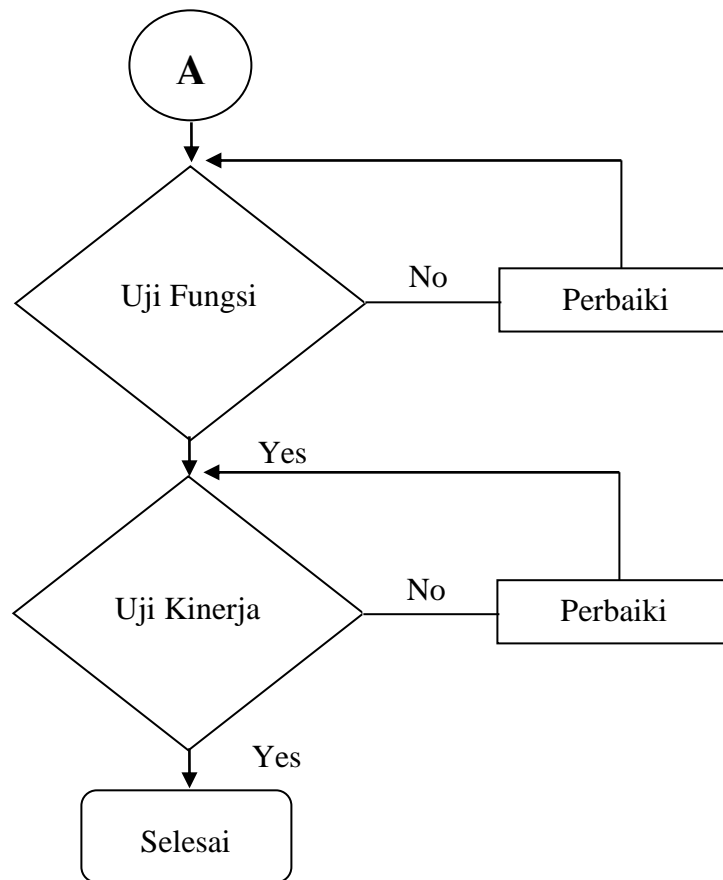 A
Uji Fungsi
No
Perbaiki
Yes
Uji Kinerja
No
Perbaiki
Yes
Selesai